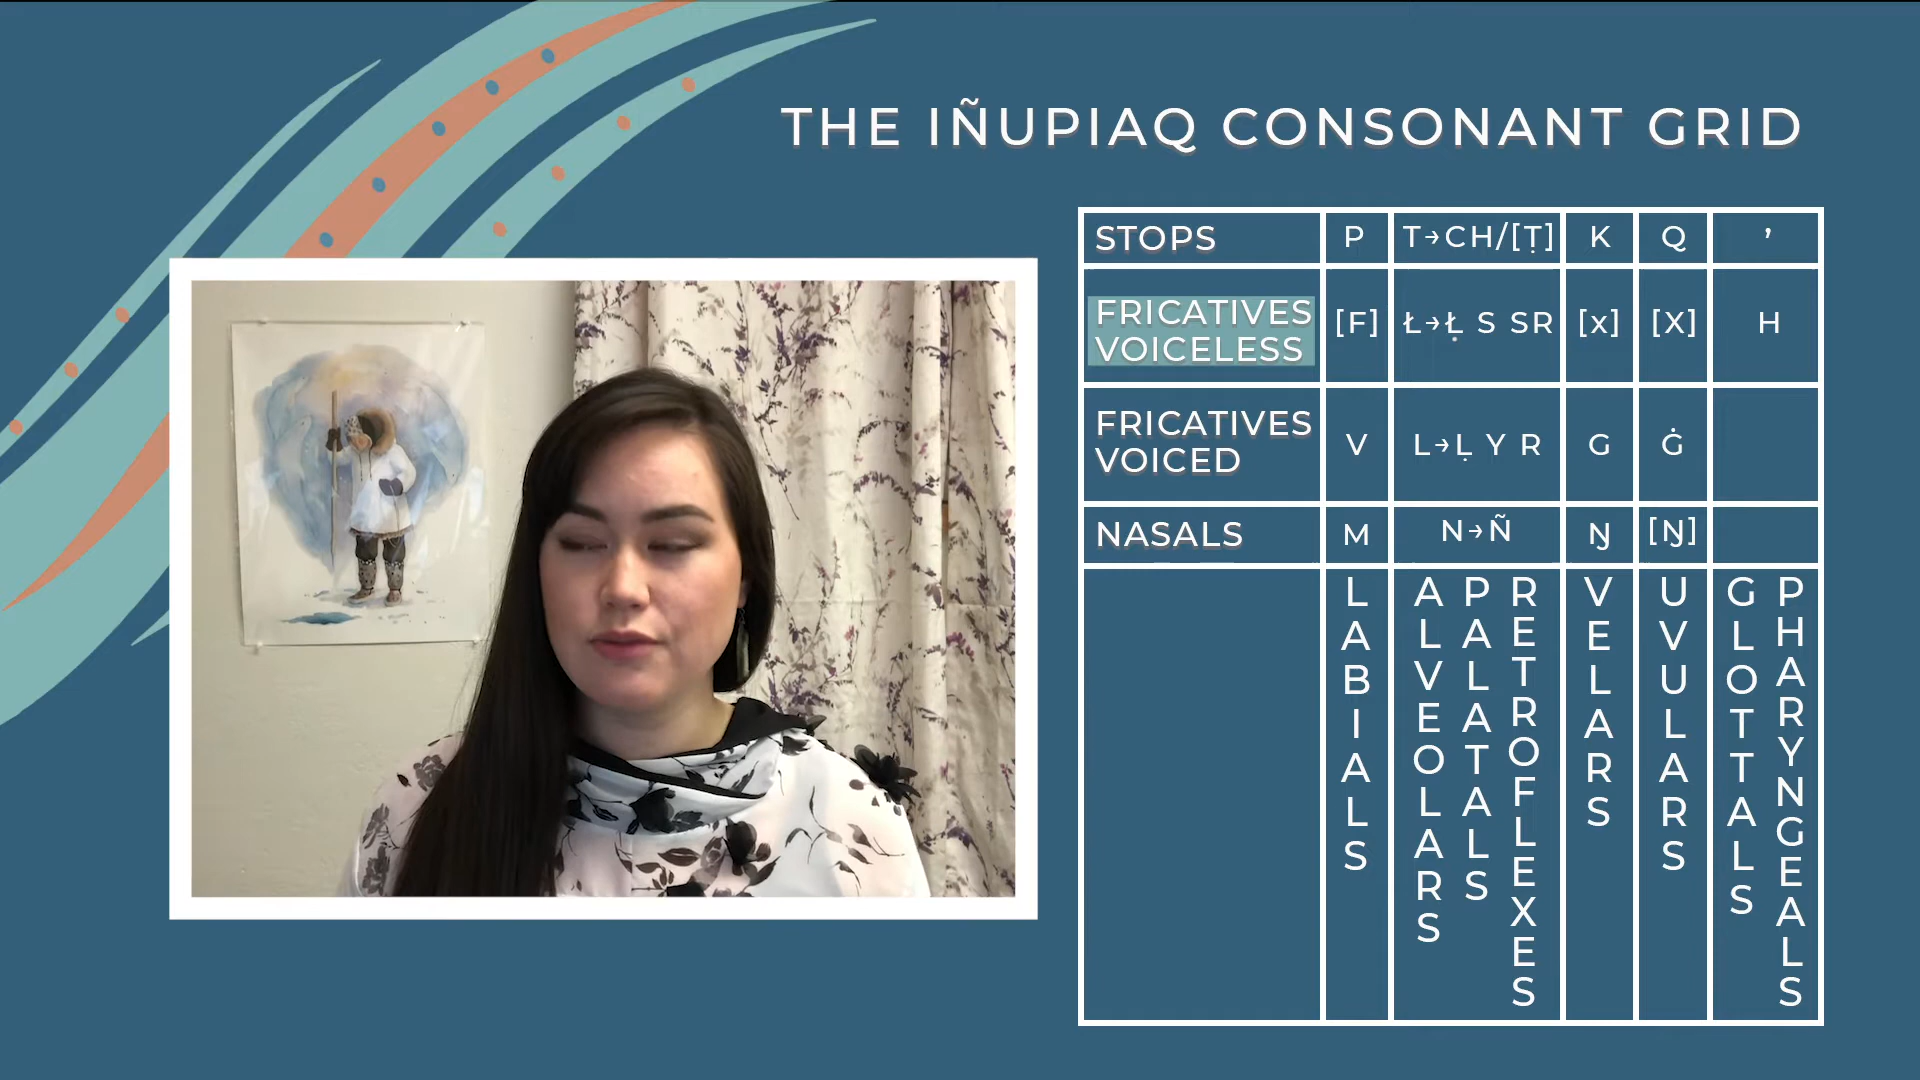 THE IÑUPIAQ CONSONANT GRID
STOPS P T→CH/[Ṭ] K Q ’
FRICATIVES VOICELESS [F] Ł→Ł̣ S SR [x] [X] H
FRICATIVES VOICED V L→Ḷ Y R G Ġ
NASALS M N→Ñ Ŋ [Ŋ]
LABIALS ALVEOLARS PALATALS RETROFLEXES VELARS UVULARS GLOTTALS PHARYNGEALS